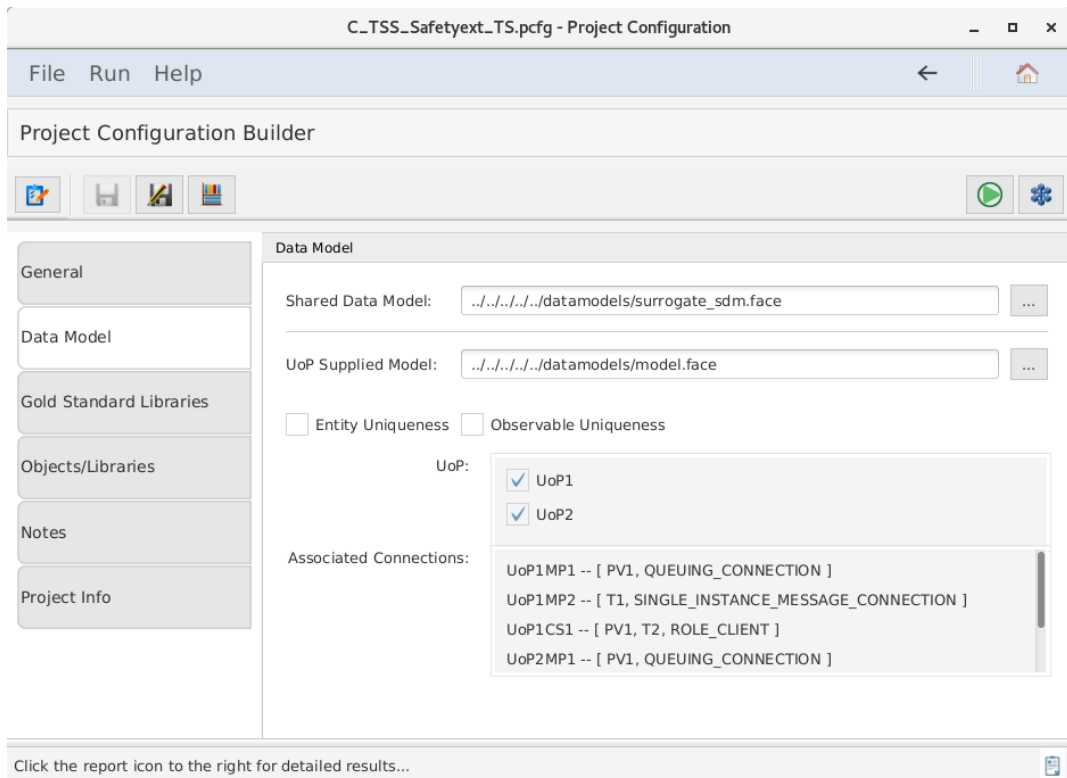 C_TSS_Safetyext_TS.pcfg - Project Configuration
File Run Help
Project Configuration Builder
General
Data Model
Gold Standard Libraries
Objects/Libraries
Notes
Project Info
Data Model
Shared Data Model: ../../../../../datamodels/surrogate_sdm.face ...
UoP Supplied Model: ../../../../../datamodels/model.face ...
Entity Uniqueness Observable Uniqueness
UoP:
UoP1
UoP2
Associated Connections:
UoP1MP1 -- [ PV1, QUEUING_CONNECTION ]
UoP1MP2 -- [ T1, SINGLE_INSTANCE_MESSAGE_CONNECTION ]
UoP1CS1 -- [ PV1, T2, ROLE_CLIENT ]
UoP2MP1 -- [ PV1, QUEUING_CONNECTION ]
Click the report icon to the right for detailed results...